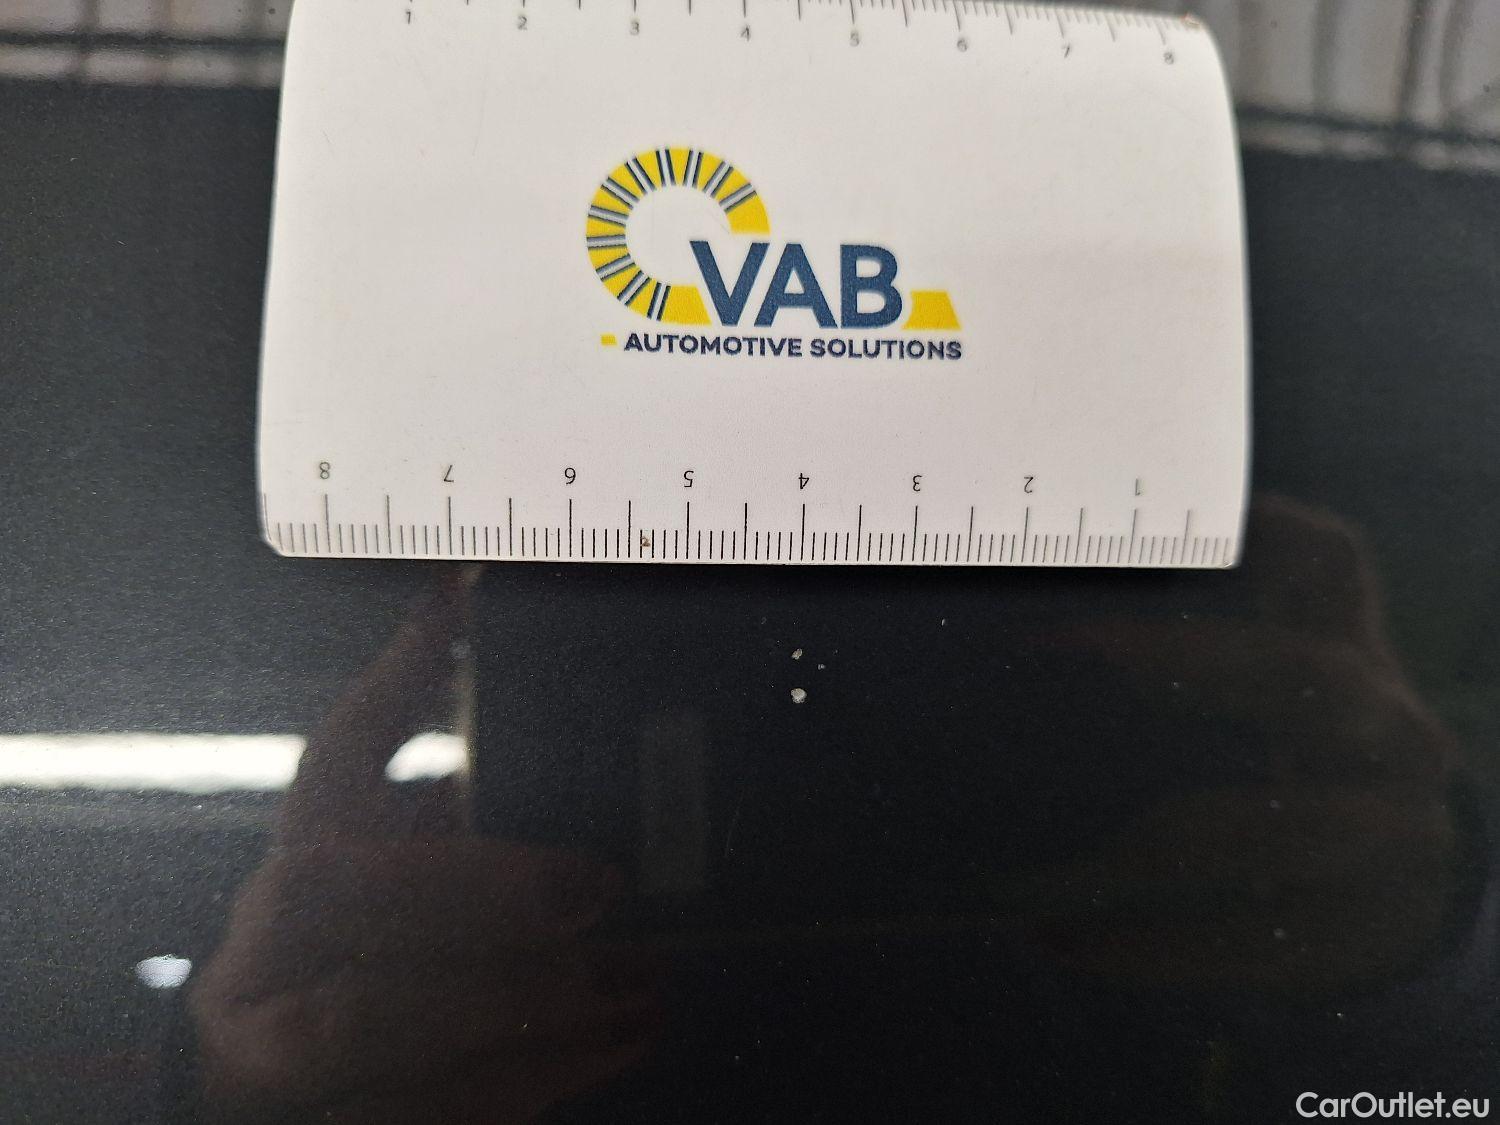 1 2 3 4 5 6 7 8
VAB
AUTOMOTIVE SOLUTIONS
8 7 6 5 4 3 2 1
CarOutlet.eu